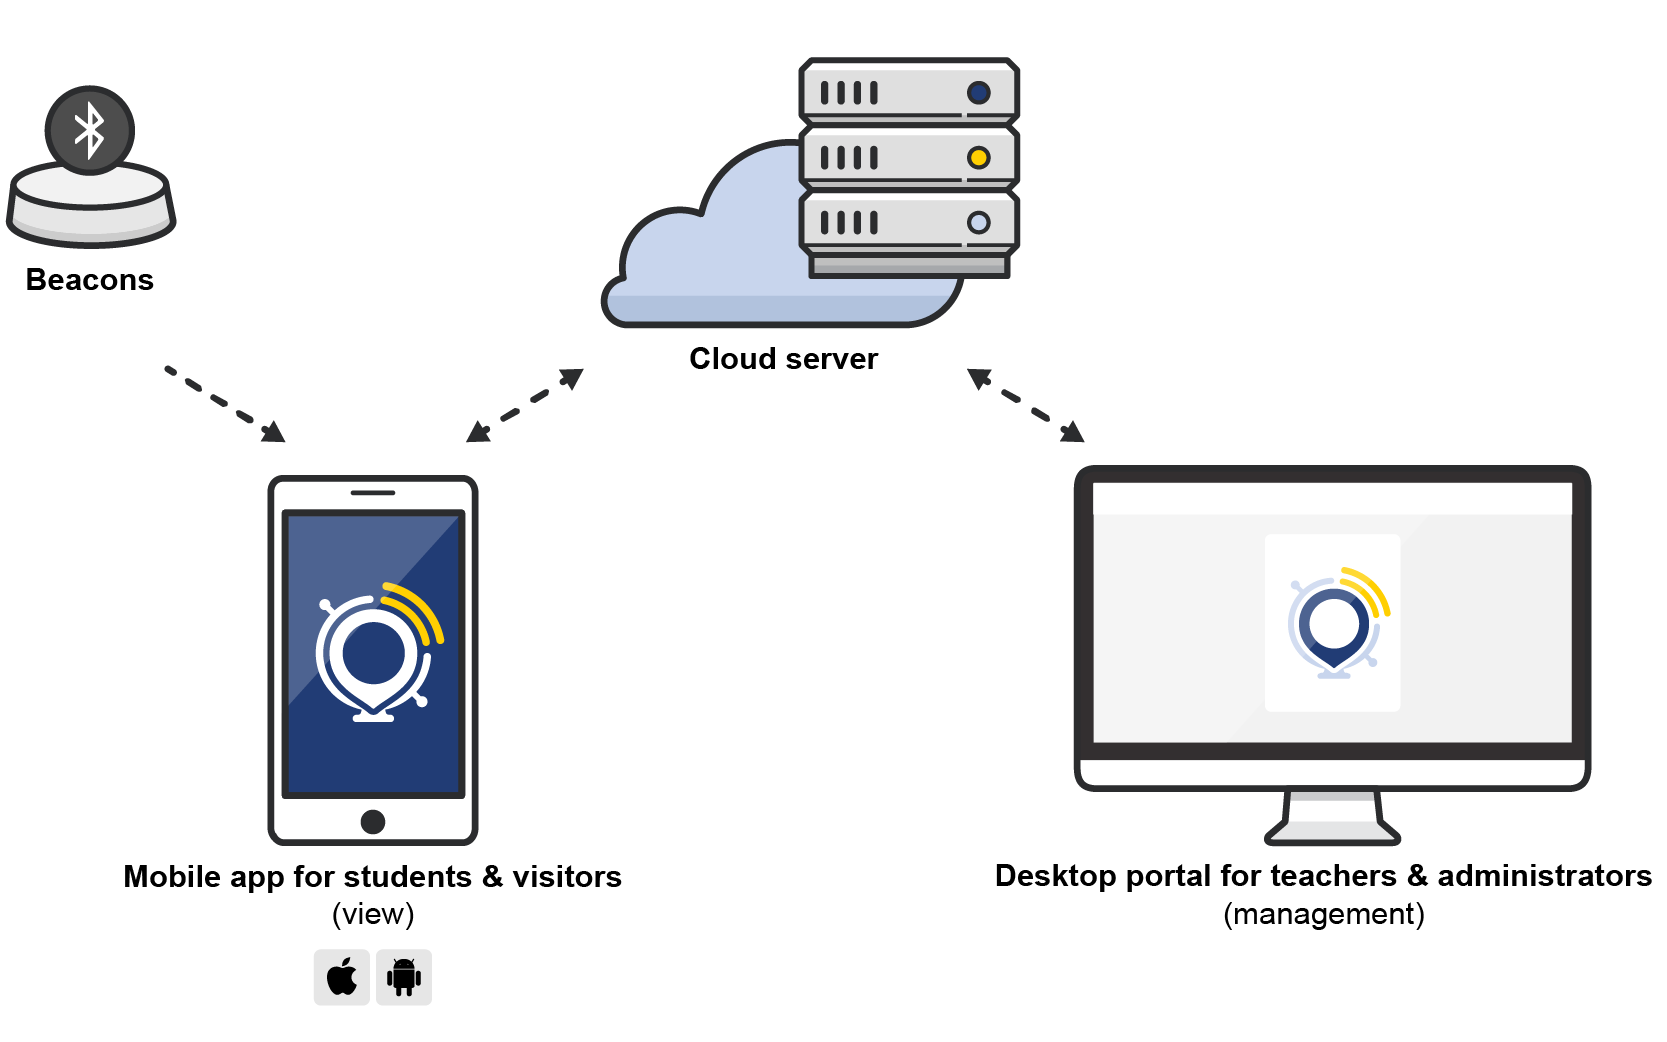 Beacons
Cloud server
Mobile app for students & visitors
(view)
Desktop portal for teachers & administrators
(management)